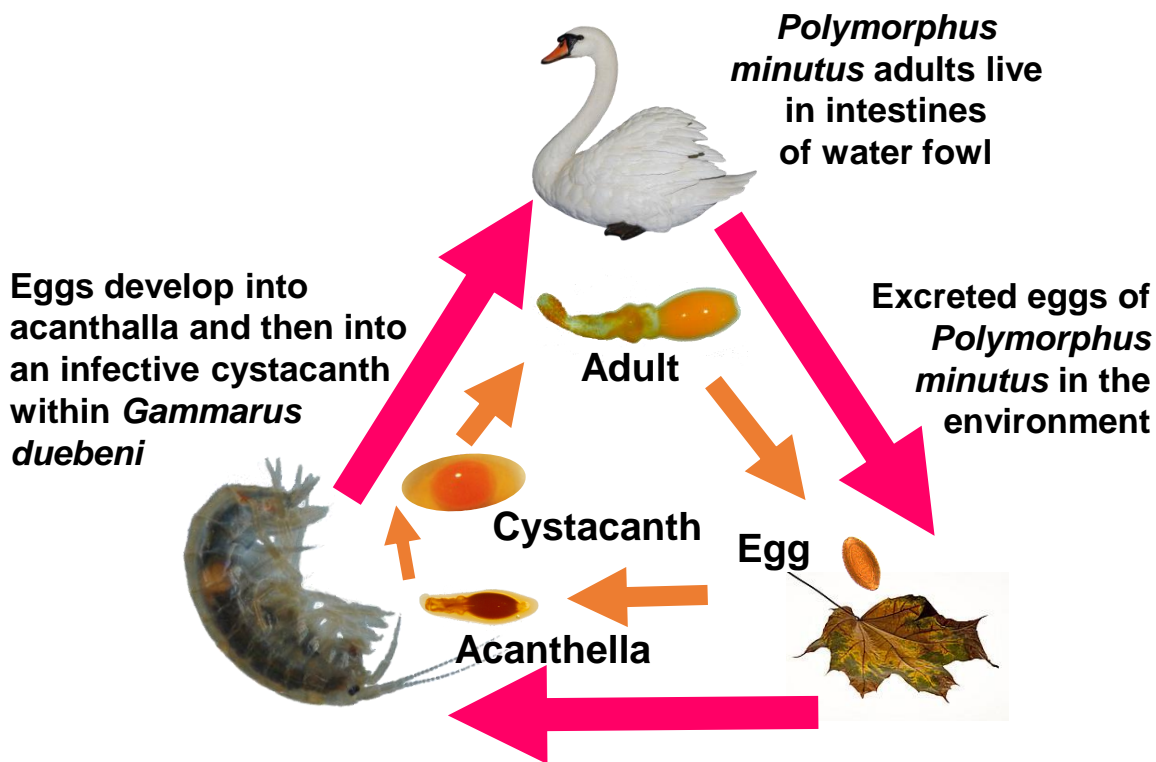 Polymorphus
minutus adults live
in intestines
of water fowl
Eggs develop into
acanthalla and then into
an infective cystacanth
within Gammarus
duebeni
Excreted eggs of
Polymorphus
minutus in the
environment
Adult
Cystacanth
Egg
Acanthella